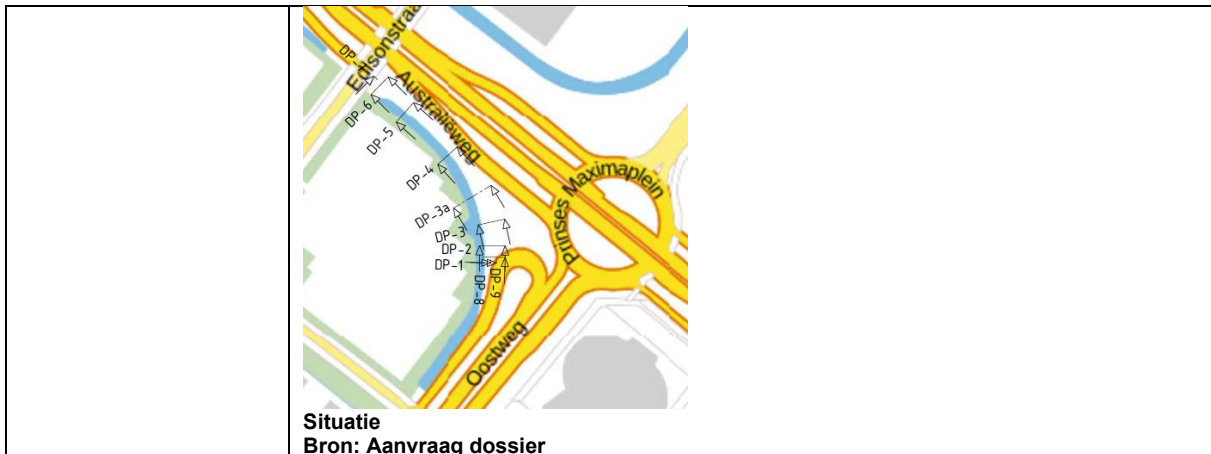 Edisonstraa
DP-
Australieweg
DP-6
DP-5
DP-4
DP-3a
DP-3
DP-2
DP-1
DP-8
DP-9
Prinses Maximaplein
Oostweg
Situatie
Bron: Aanvraag dossier